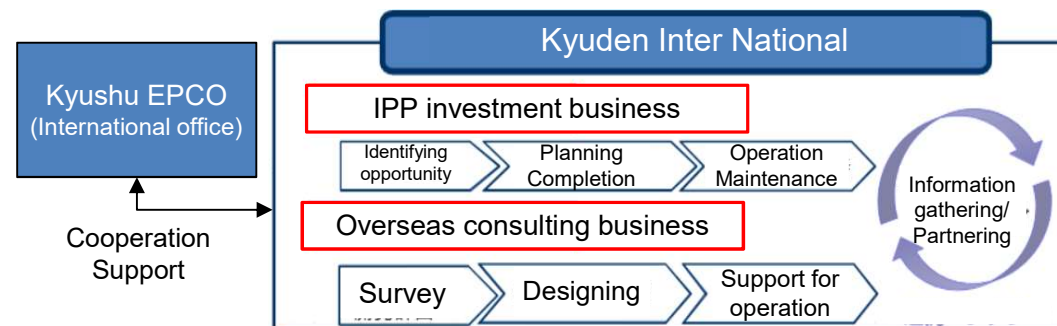 Kyuden Inter National
Kyushu EPCO
(International office)
Cooperation
Support
IPP investment business
Identifying
opportunity
Planning
Completion
Operation
Maintenance
Overseas consulting business
Survey
Designing
Support for
operation
Information
gathering/
Partnering